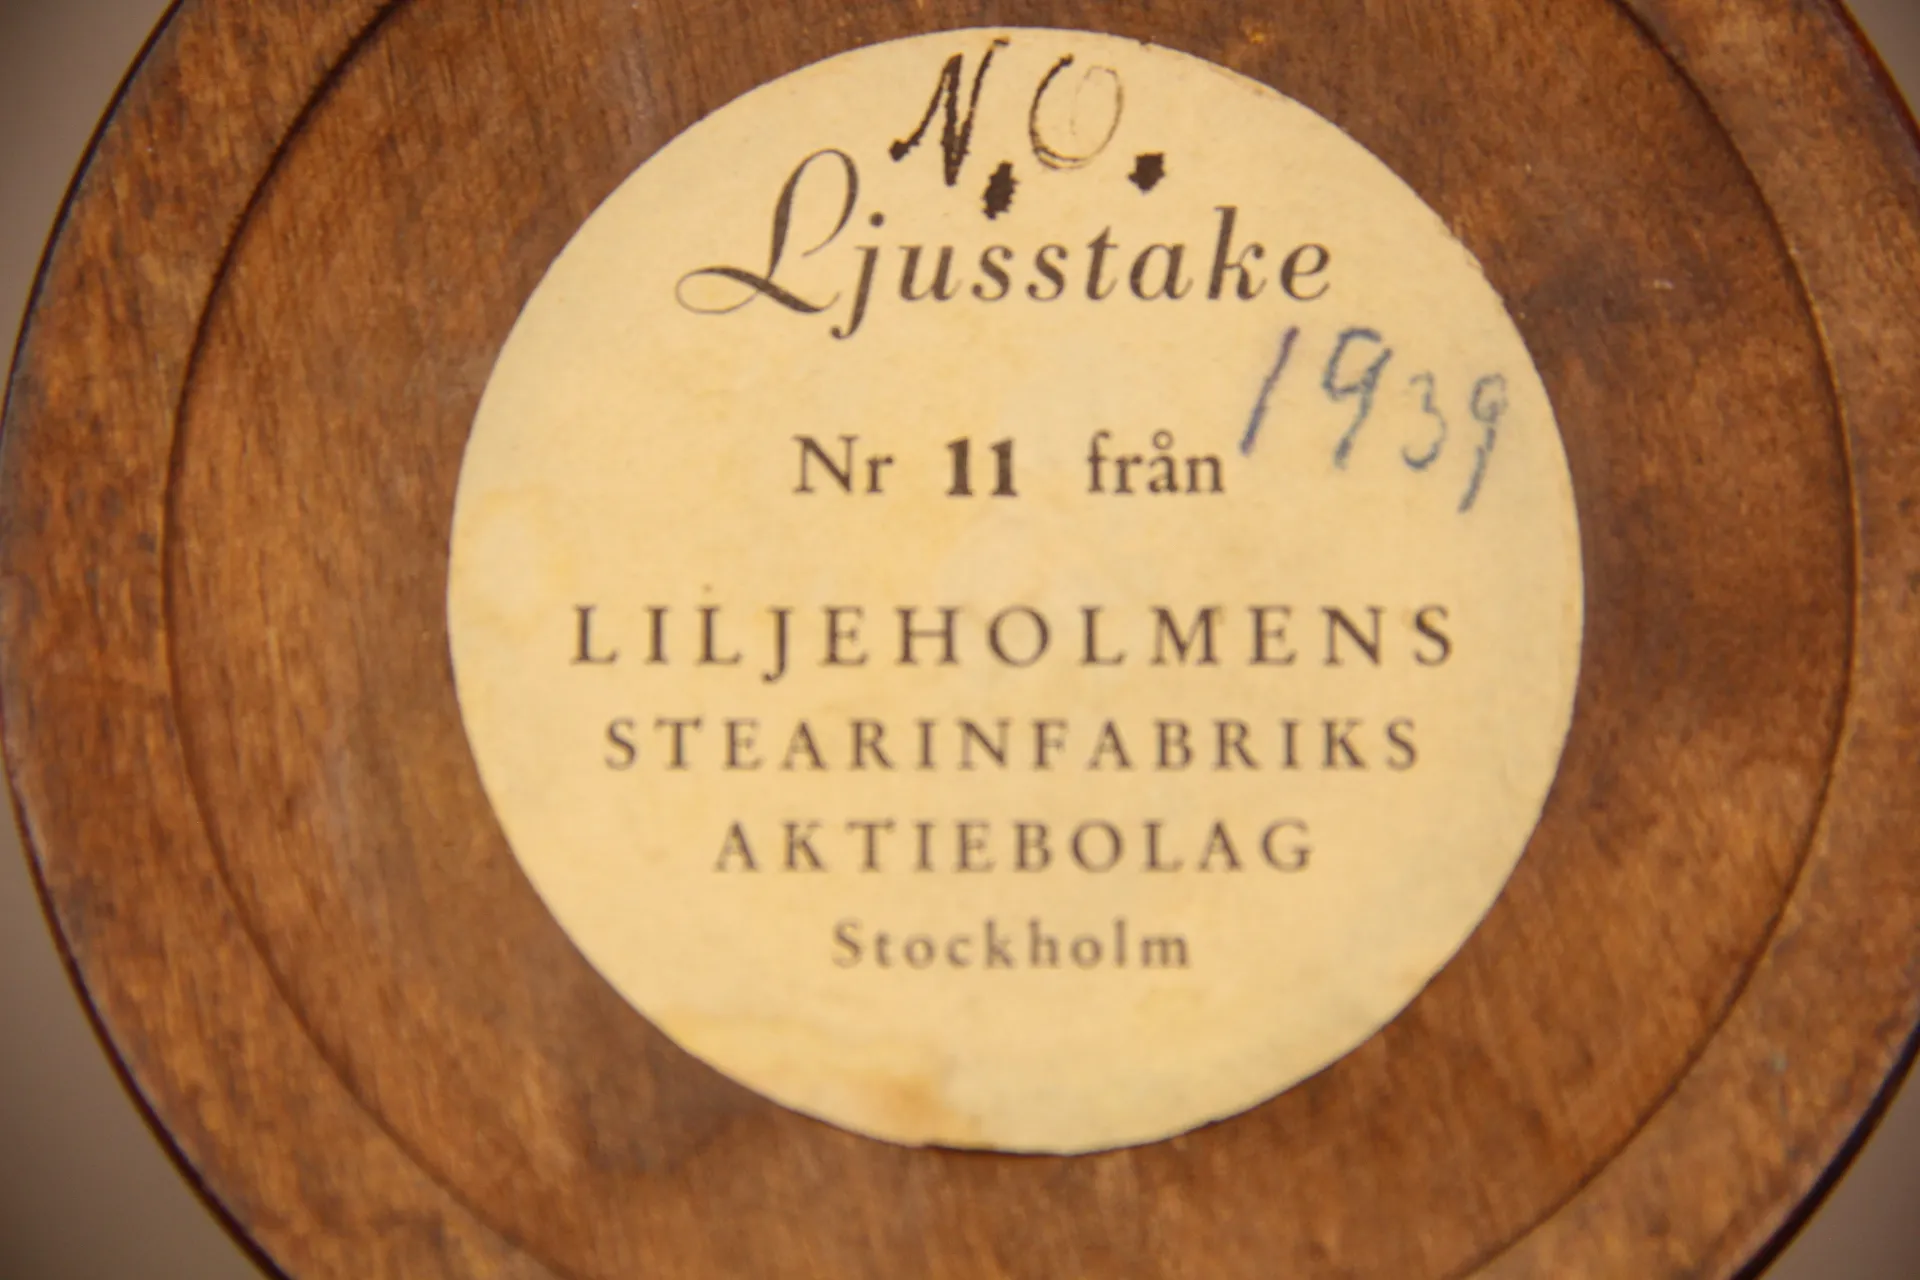 N.O.
Ljusstake
1939
Nr 11 från
LILJEHOLMENS
STEARINFABRIKS
AKTIEBOLAG
Stockholm